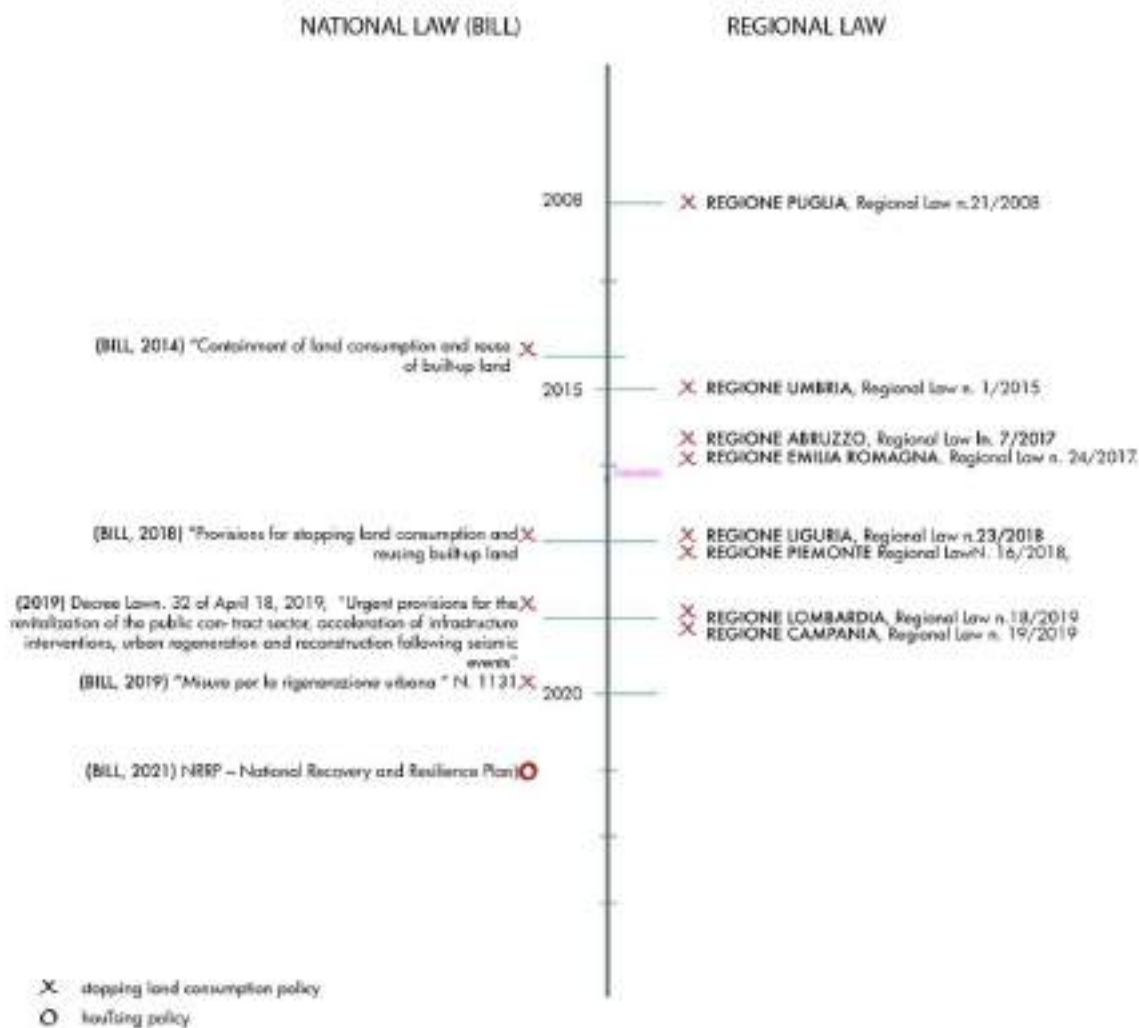 NATIONAL LAW (BILL)
REGIONAL LAW
2008
X REGIONE PUGLIA, Regional Law n.21/2008
(BILL, 2014) "Containment of land consumption and reuse X
of built-up land
2015
X REGIONE UMBRIA, Regional Law n. 1/2015
X REGIONE ABRUZZO, Regional Law ln. 7/2017
X REGIONE EMILIA ROMAGNA, Regional Law n. 24/2017,
(BILL, 2018) "Provisions for stopping land consumption and X
reusing built-up land
X REGIONE LIGURIA, Regional Law n.23/2018
X REGIONE PIEMONTE Regional LawN. 16/2018,
(2019) Decree Lawn. 32 of April 18, 2019, "Urgent provisions for the X
revitalization of the public con- tract sector, acceleration of infrastructure
interventions, urban regeneration and reconstruction following seismic
events"
X REGIONE LOMBARDIA, Regional Law n.18/2019
X REGIONE CAMPANIA, Regional Law n. 19/2019
(BILL, 2019) "Misure per la rigenerazione urbana " N. 1131 X
2020
(BILL, 2021) NRRP – National Recovery and Resilience Plan) O
X stopping land consumption policy
O houTsing policy